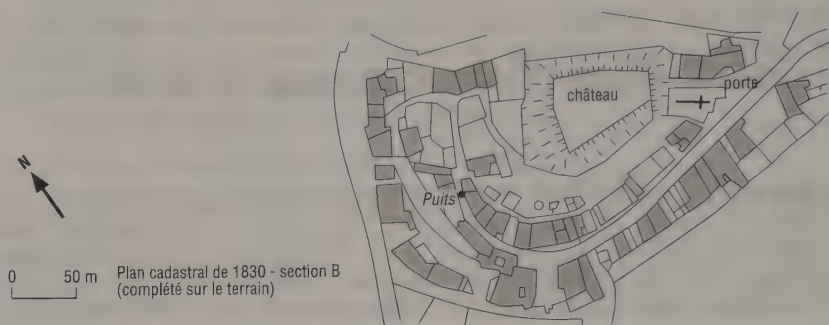 porte
château
Puits
N
0 50 m
Plan cadastral de 1830 - section B
(complété sur le terrain)